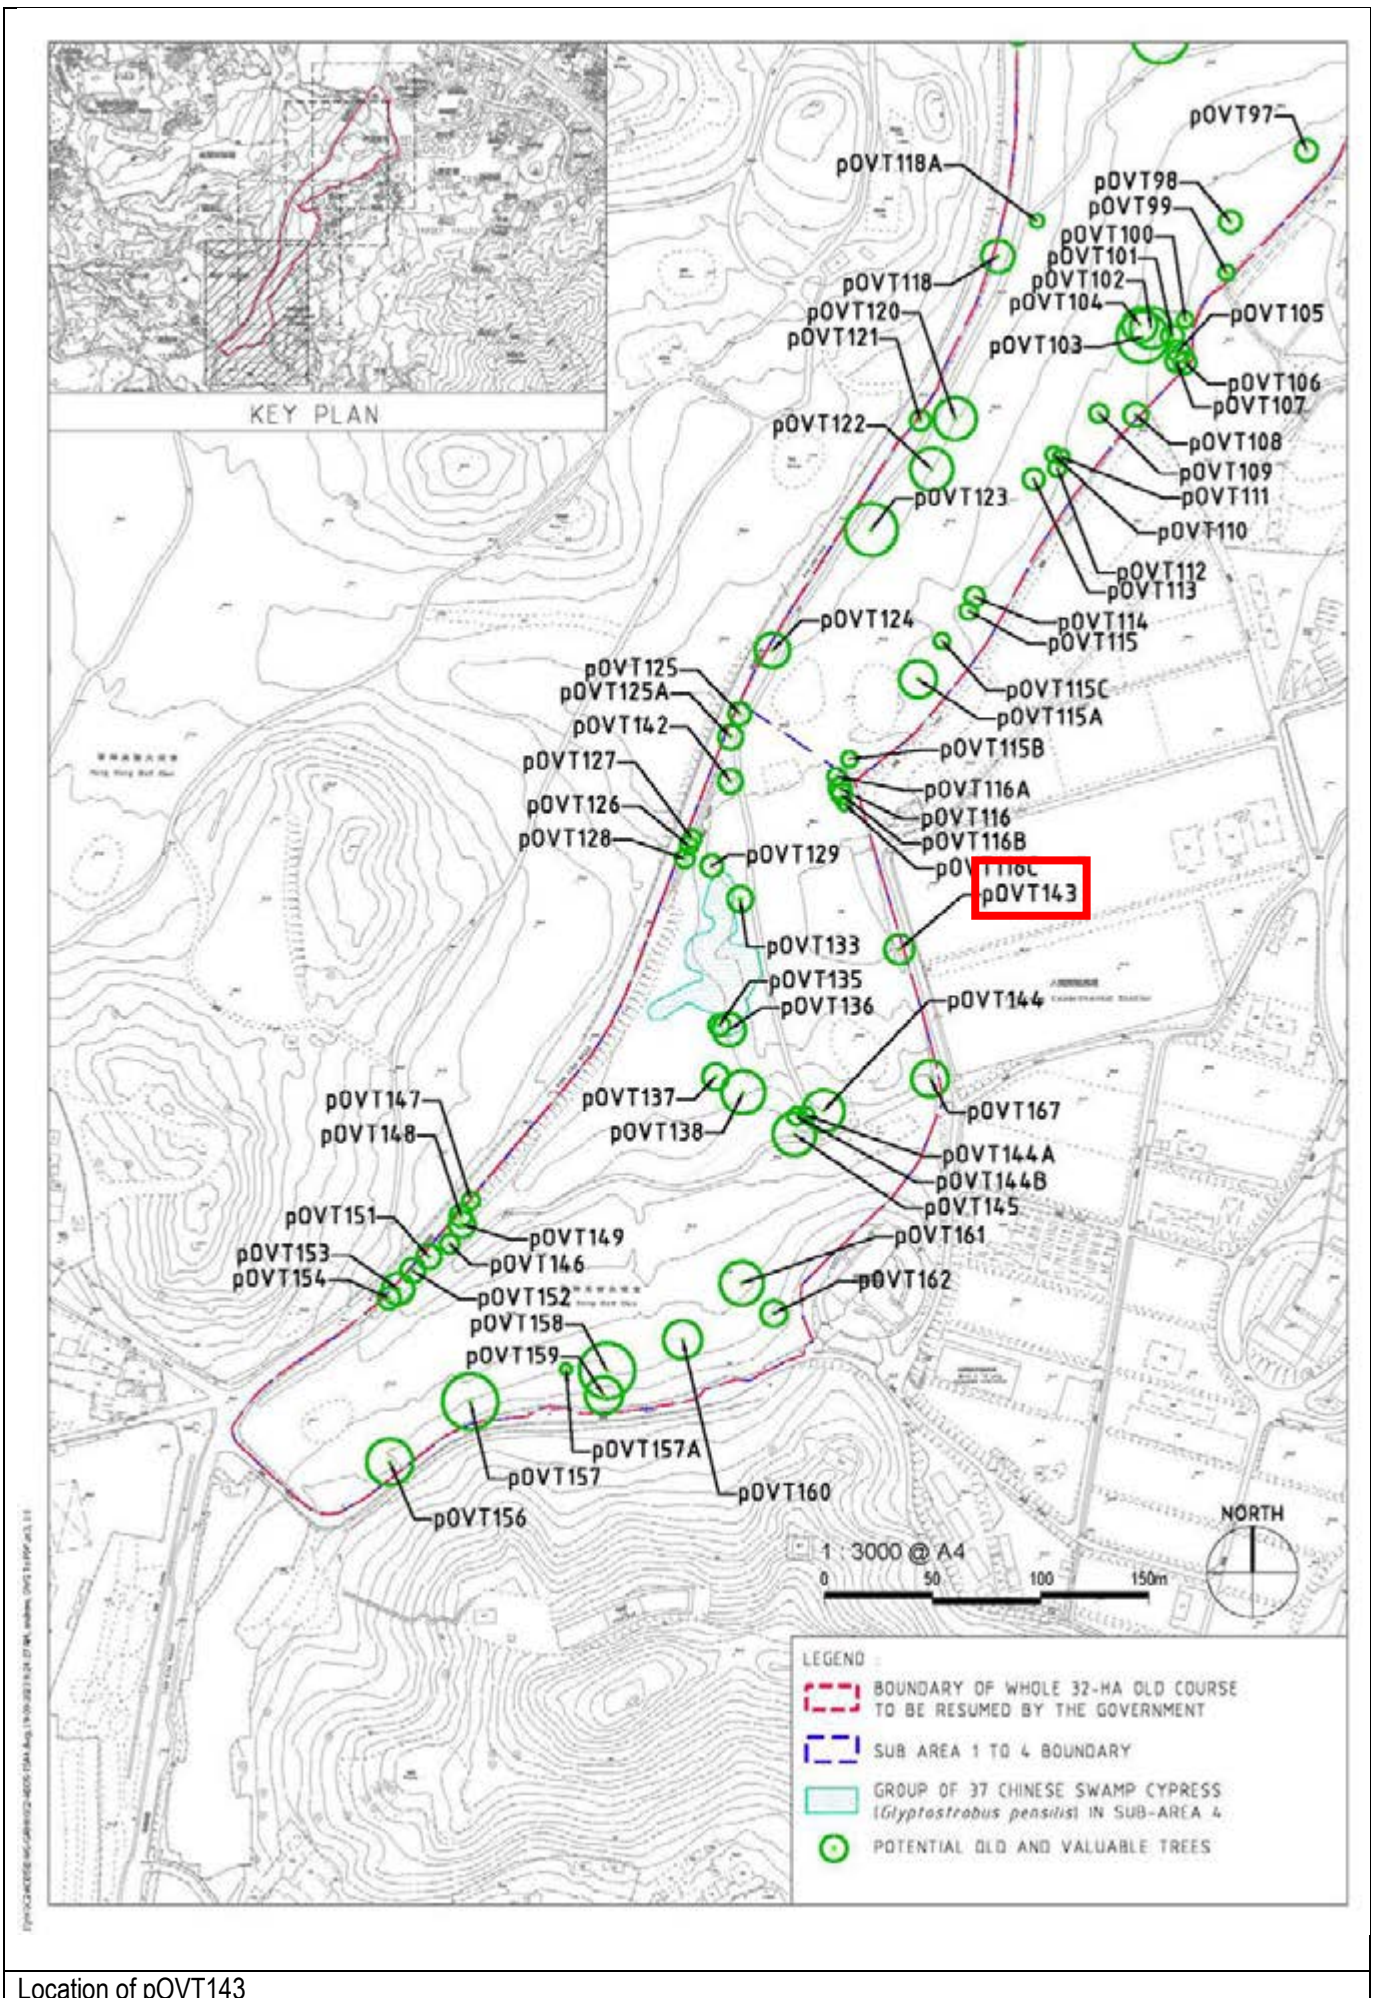 KEY PLAN
pOVT97
pOVT118A
pOVT98
pOVT99
pOVT100
pOVT101
pOVT118
pOVT102
pOVT104
pOVT120
pOVT105
pOVT121
pOVT103
pOVT106
pOVT107
pOVT122
pOVT108
pOVT109
pOVT123
pOVT111
pOVT110
pOVT112
pOVT113
pOVT124
pOVT114
pOVT115
pOVT125
pOVT125A
pOVT115C
pOVT115A
pOVT142
pOVT115B
pOVT127
pOVT116A
pOVT126
pOVT116
pOVT128
pOVT116B
pOVT129
pOVT116C
pOVT143
pOVT133
pOVT135
pOVT136
pOVT144
pOVT137
pOVT147
pOVT167
pOVT138
pOVT148
pOVT144A
pOVT144B
pOVT145
pOVT151
pOVT149
pOVT161
pOVT153
pOVT146
pOVT154
pOVT162
pOVT152
pOVT158
pOVT159
pOVT157A
pOVT157
pOVT160
pOVT156
NORTH
1 : 3000 @ A4
0 50 100 150m
LEGEND :
BOUNDARY OF WHOLE 32-HA OLD COURSE
TO BE RESUMED BY THE GOVERNMENT
SUB AREA 1 TO 4 BOUNDARY
GROUP OF 37 CHINESE SWAMP CYPRESS
(Glyptostrobus pensilis) IN SUB-AREA 4
POTENTIAL OLD AND VALUABLE TREES
Location of pOVT143